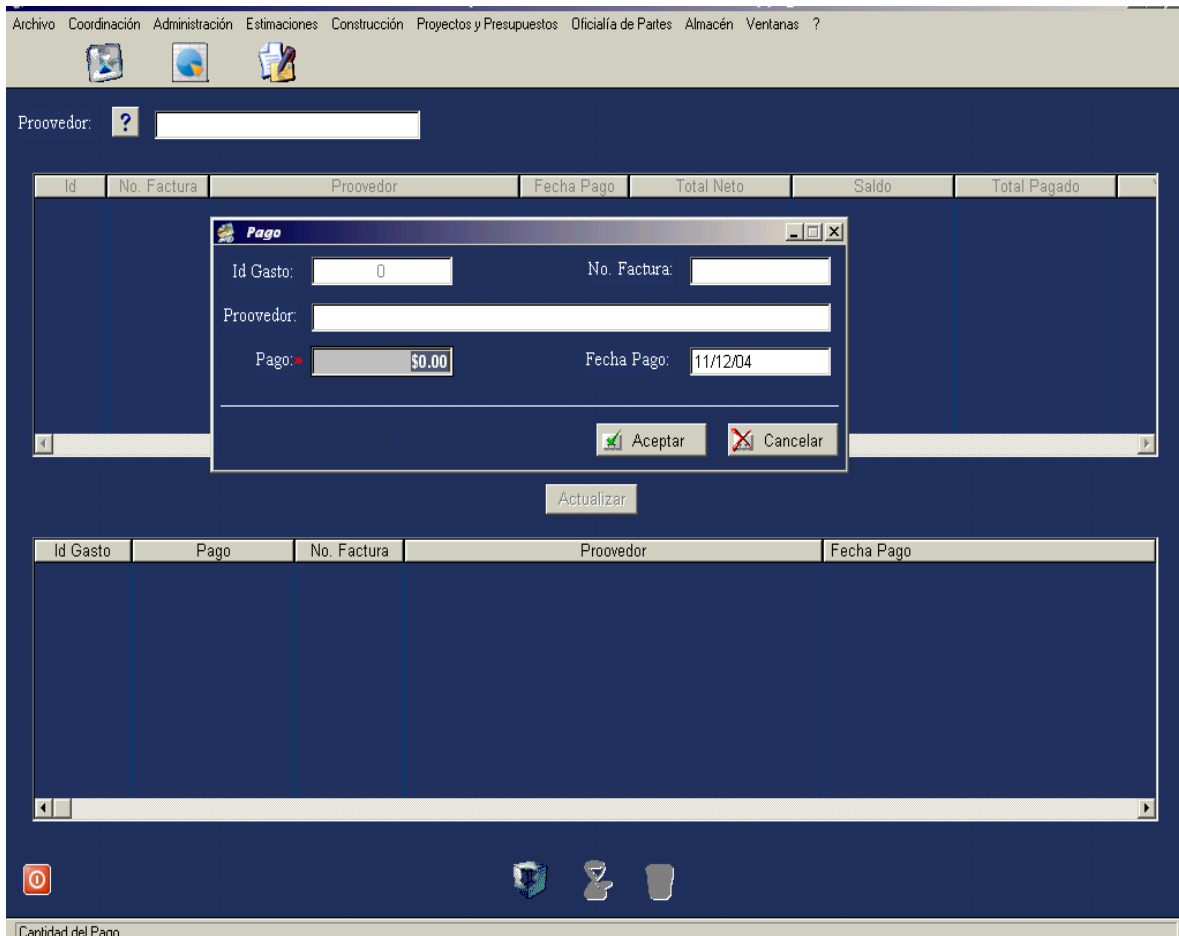 Archivo Coordinación Administración Estimaciones Construcción Proyectos y Presupuestos Oficialía de Partes Almacén Ventanas ?
Proovedor: ?
Id No. Factura Proovedor Fecha Pago Total Neto Saldo Total Pagado
Pago
Id Gasto: 0 No. Factura:
Proovedor:
Pago:» $0.00 Fecha Pago: 11/12/04
Aceptar Cancelar
Actualizar
Id Gasto Pago No. Factura Proovedor Fecha Pago
Cantidad del Pago